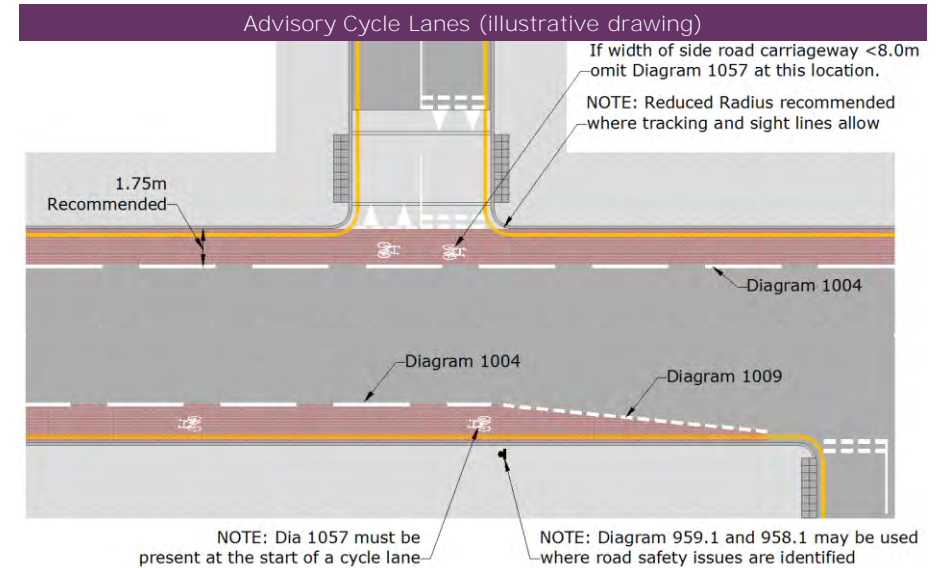 Advisory Cycle Lanes (illustrative drawing)
If width of side road carriageway <8.0m
omit Diagram 1057 at this location.
NOTE: Reduced Radius recommended
where tracking and sight lines allow
1.75m
Recommended
Diagram 1004
Diagram 1004
Diagram 1009
NOTE: Dia 1057 must be
present at the start of a cycle lane
NOTE: Diagram 959.1 and 958.1 may be used
where road safety issues are identified